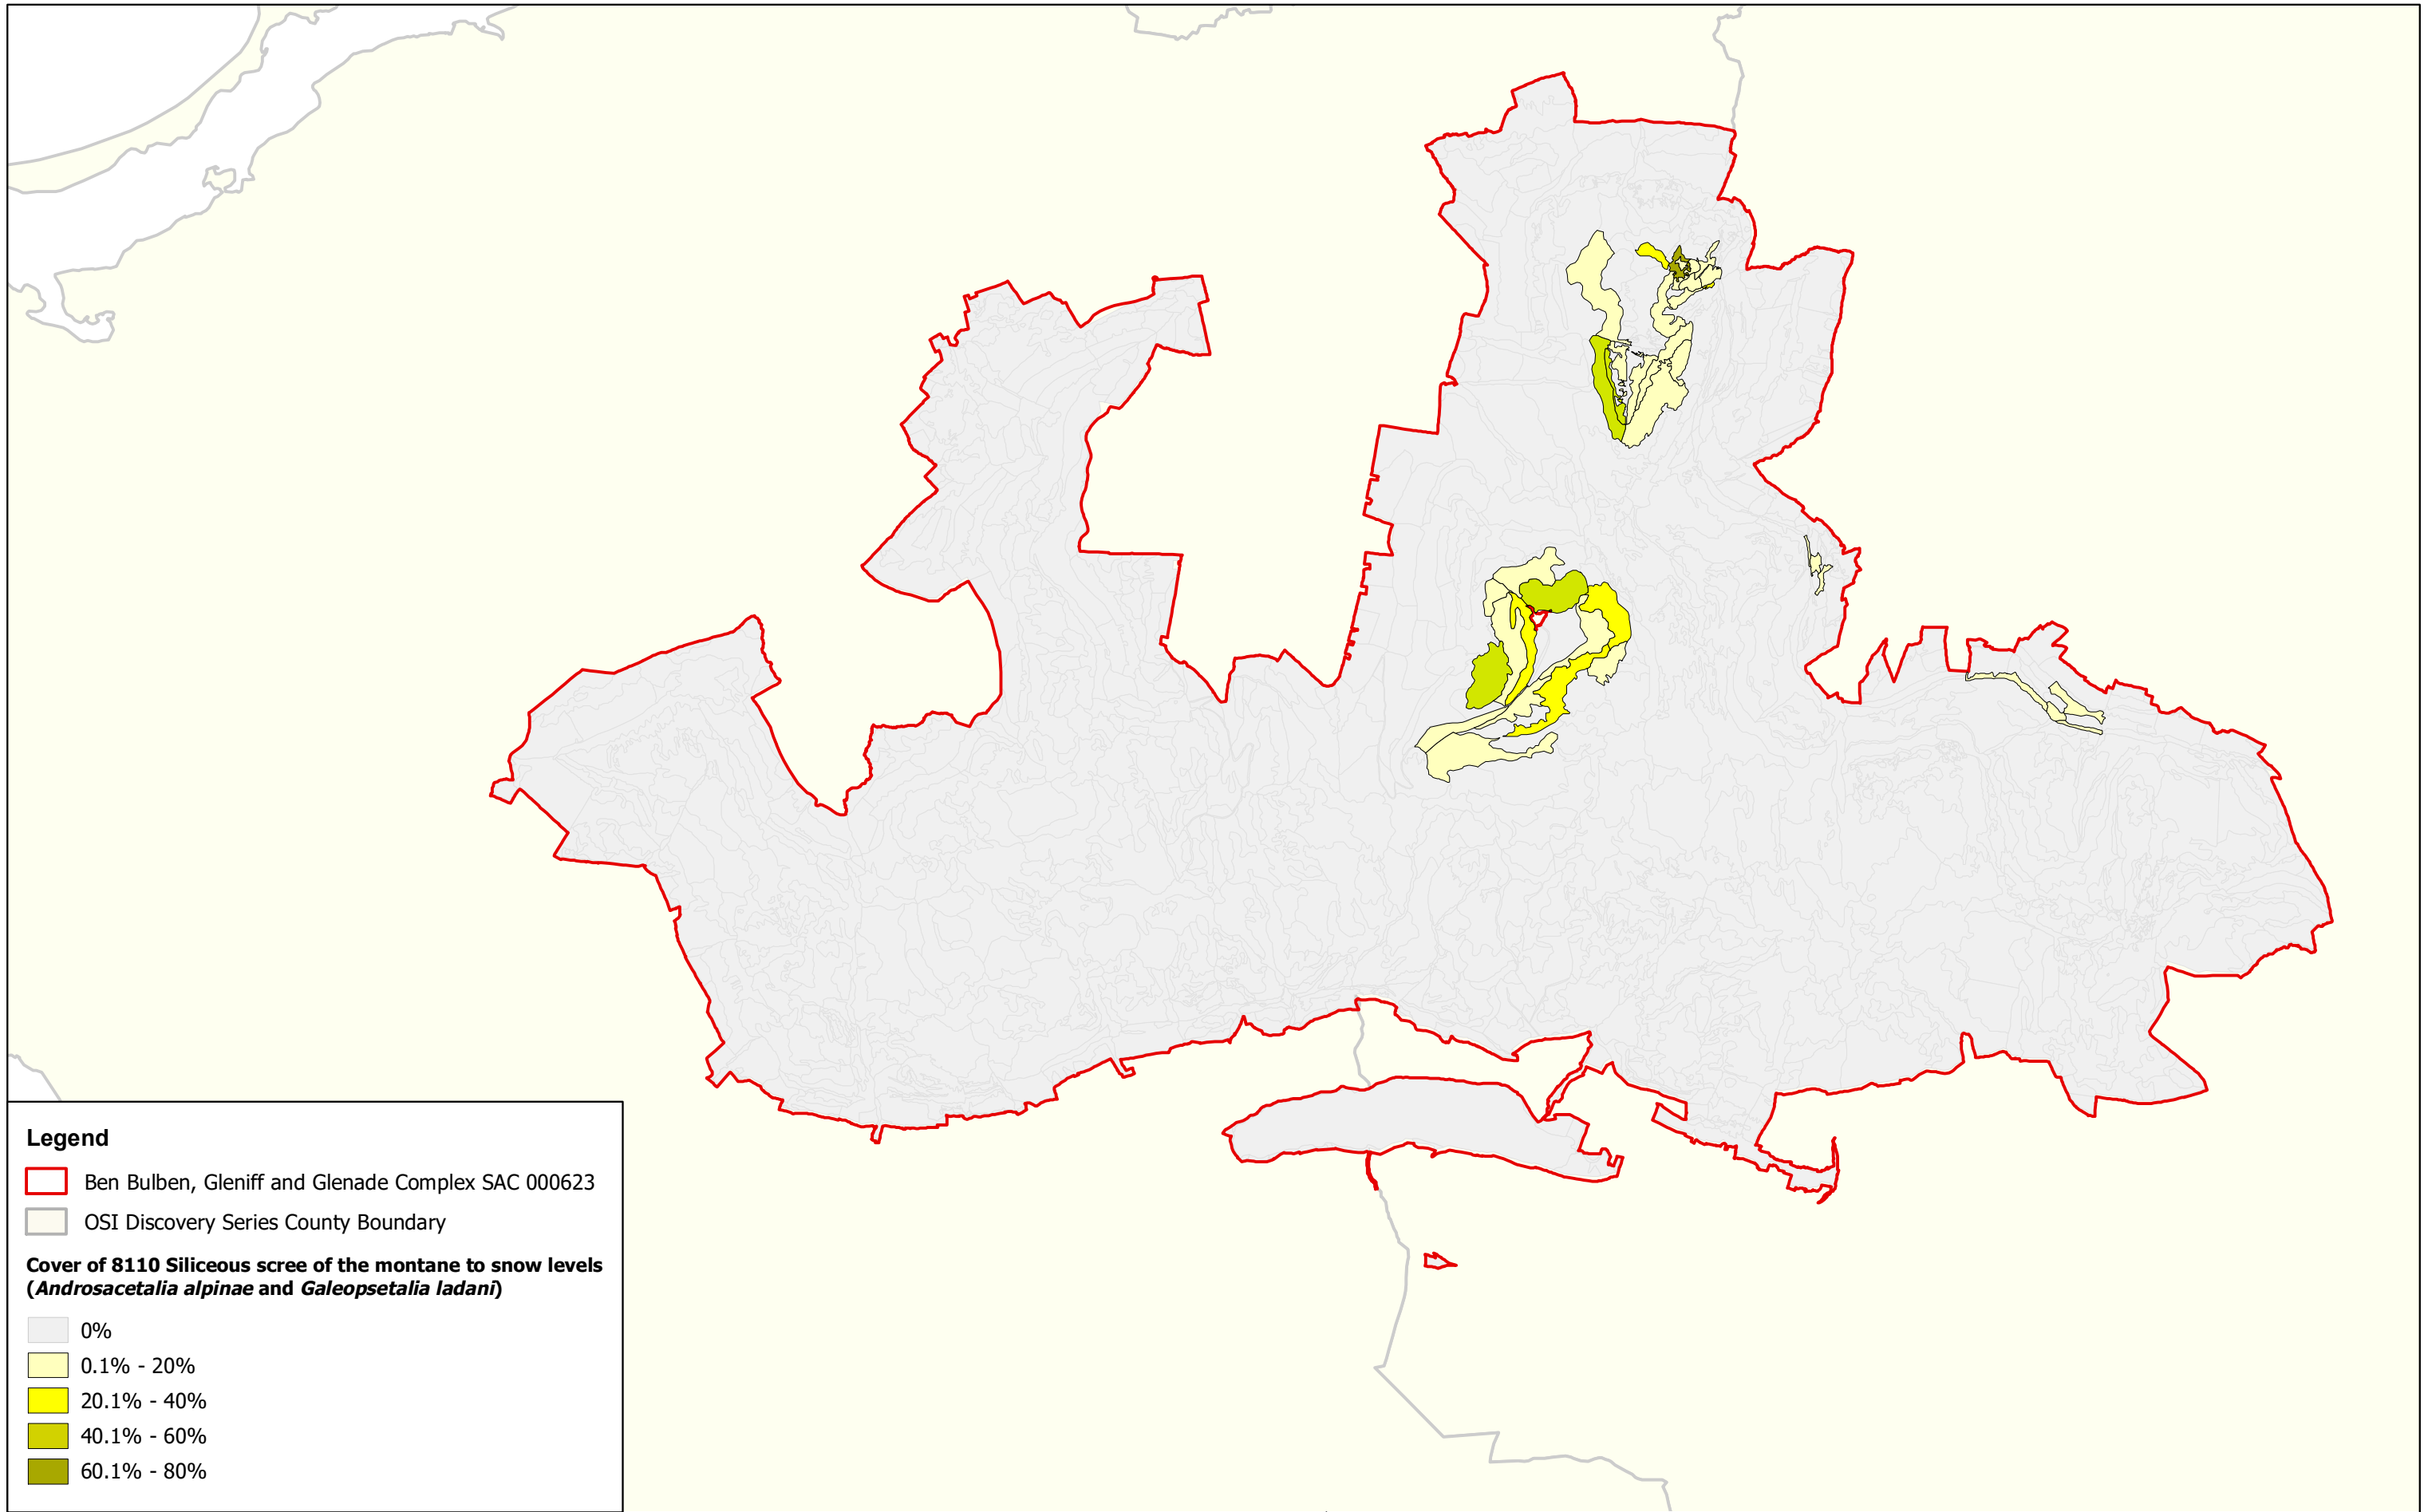 Legend
Ben Bulben, Gleniff and Glenade Complex SAC 000623
OSI Discovery Series County Boundary
Cover of 8110 Siliceous scree of the montane to snow levels
(Androsacetalia alpinae and Galeopsetalia ladani)
0%
0.1% - 20%
20.1% - 40%
40.1% - 60%
60.1% - 80%